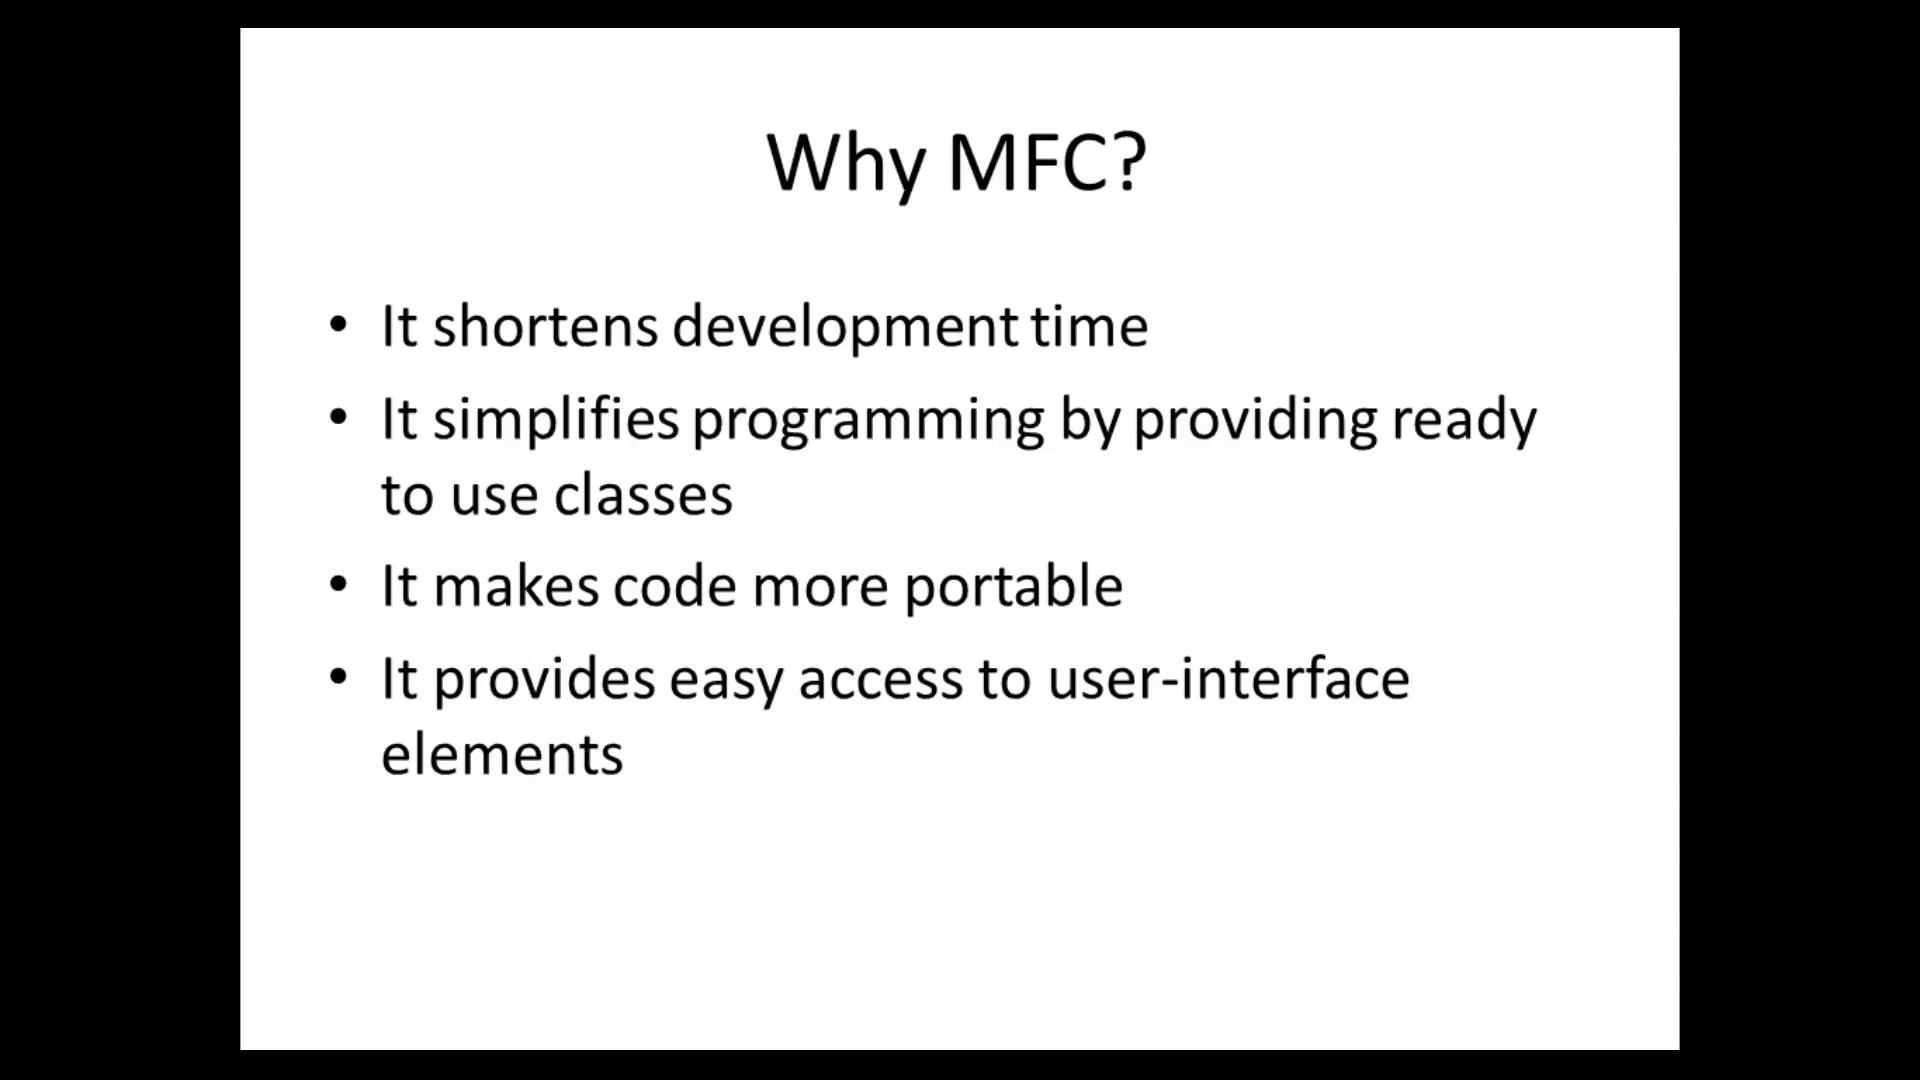 Why MFC?
• It shortens development time
• It simplifies programming by providing ready
to use classes
• It makes code more portable
• It provides easy access to user-interface
elements